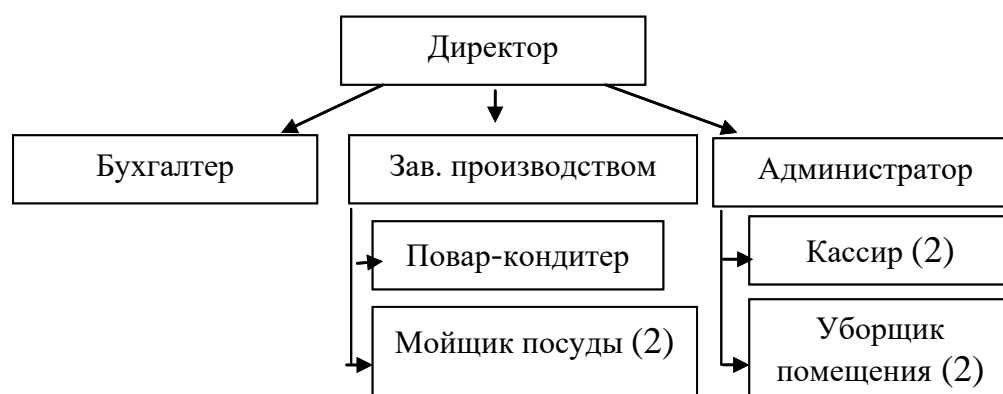 Директор
Бухгалтер
Зав. производством
Администратор
Повар-кондитер
Кассир (2)
Мойщик посуды (2)
Уборщик
помещения (2)